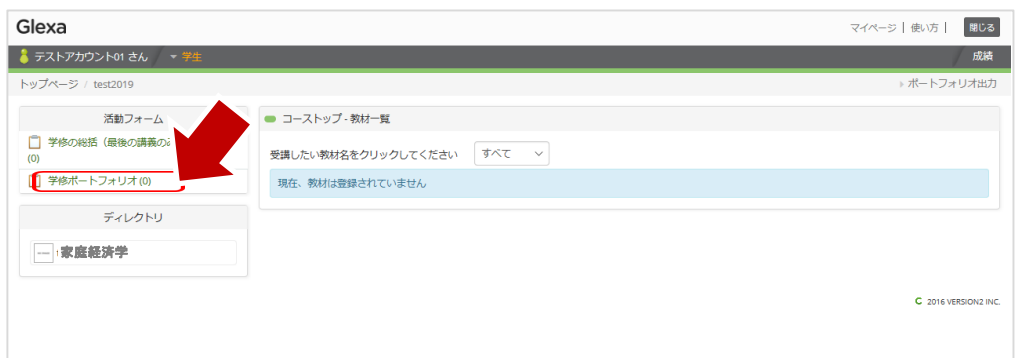 Glexa
マイページ | 使い方 | 閉じる
テストアカウント01 さん 学生 成績
トップページ / test2019 ポートフォリオ出力
活動フォーム
学修の総括（最後の講義の
(0)
学修ポートフォリオ (0)
ディレクトリ
家庭経済学
コーストップ - 教材一覧
受講したい教材名をクリックしてください すべて
現在、教材は登録されていません
C 2016 VERSION2 INC.